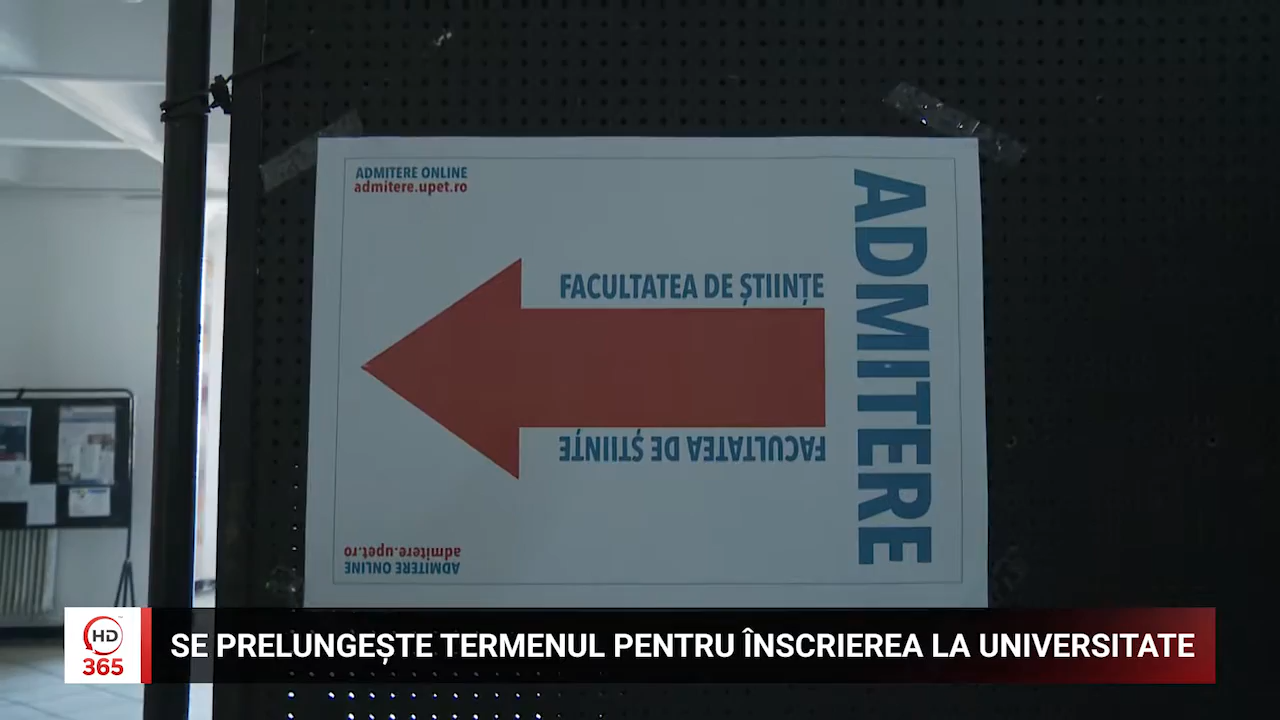 ADMITERE ONLINE
admitere.upet.ro
ADMITERE
FACULTATEA DE ȘTIINȚE
FACULTATEA DE ȘTIINȚE
admitere.upet.ro
ADMITERE ONLINE
HD
365
SE PRELUNGEȘTE TERMENUL PENTRU ÎNSCRIEREA LA UNIVERSITATE